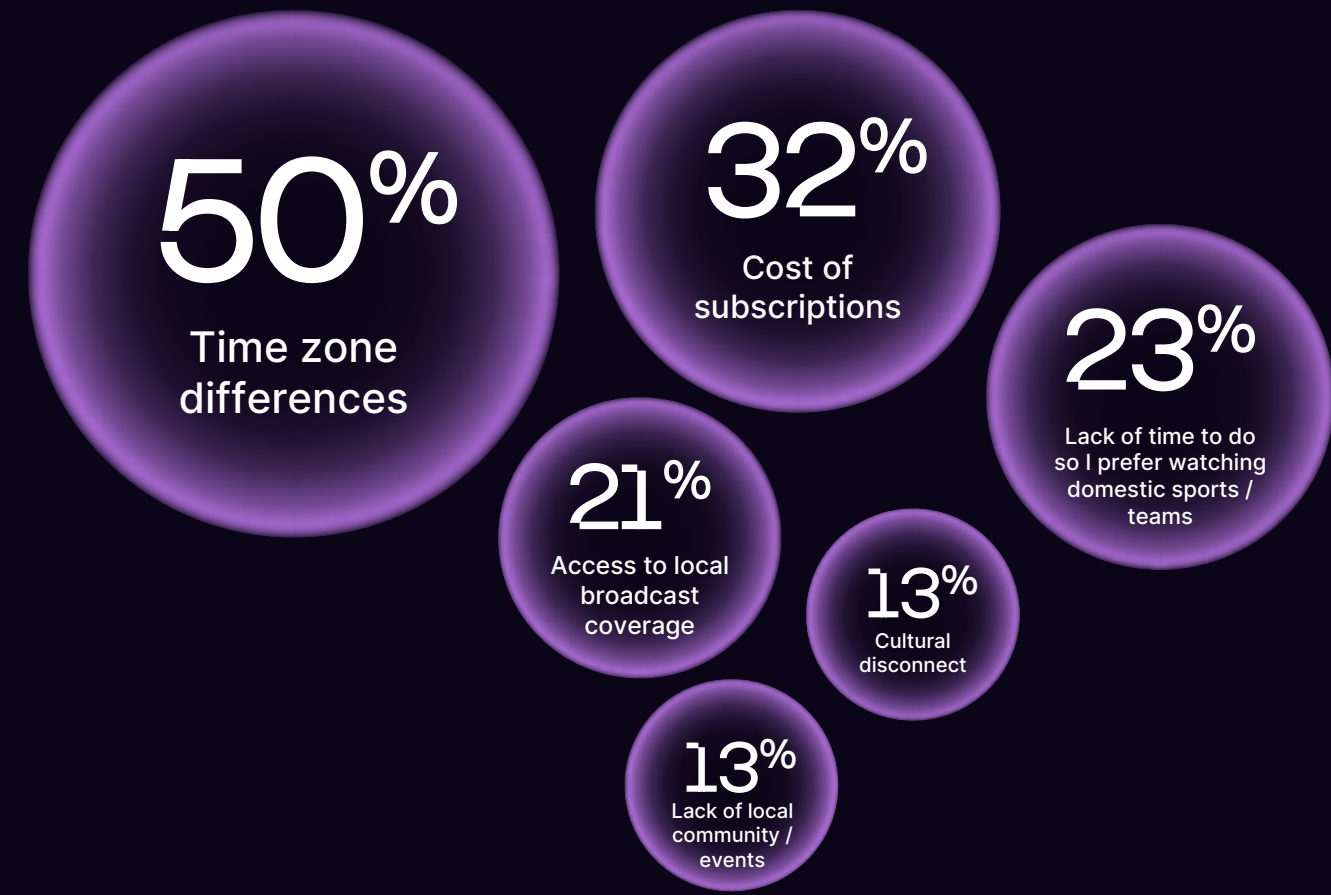 50%
Time zone
differences
32%
Cost of
subscriptions
23%
Lack of time to do
so I prefer watching
domestic sports /
teams
21%
Access to local
broadcast
coverage
13%
Cultural
disconnect
13%
Lack of local
community /
events